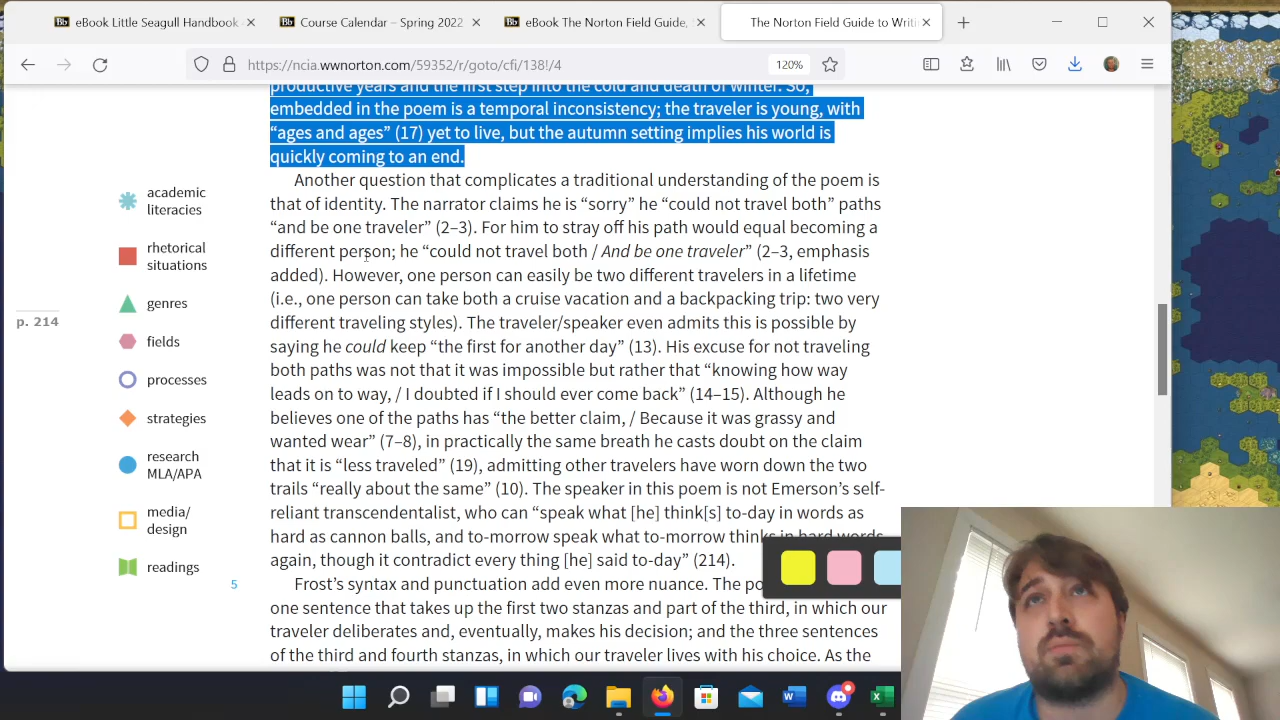 eBook Little Seagull Handbook
Course Calendar – Spring 2022
eBook The Norton Field Guide,
The Norton Field Guide to Writi
https://ncia.wwnorton.com/59352/r/goto/cfi/138!/4
120%
productive years and the first step into the cold and death of winter. So,
embedded in the poem is a temporal inconsistency; the traveler is young, with
“ages and ages” (17) yet to live, but the autumn setting implies his world is
quickly coming to an end.
Another question that complicates a traditional understanding of the poem is
that of identity. The narrator claims he is “sorry” he “could not travel both” paths
“and be one traveler” (2–3). For him to stray off his path would equal becoming a
different person; he “could not travel both / And be one traveler” (2–3, emphasis
added). However, one person can easily be two different travelers in a lifetime
(i.e., one person can take both a cruise vacation and a backpacking trip: two very
different traveling styles). The traveler/speaker even admits this is possible by
saying he could keep “the first for another day” (13). His excuse for not traveling
both paths was not that it was impossible but rather that “knowing how way
leads on to way, / I doubted if I should ever come back” (14–15). Although he
believes one of the paths has “the better claim, / Because it was grassy and
wanted wear” (7–8), in practically the same breath he casts doubt on the claim
that it is “less traveled” (19), admitting other travelers have worn down the two
trails “really about the same” (10). The speaker in this poem is not Emerson’s self-
reliant transcendentalist, who can “speak what [he] think[s] to-day in words as
hard as cannon balls, and to-morrow speak what to-morrow thinks in hard words
again, though it contradict every thing [he] said to-day” (214).
5
Frost’s syntax and punctuation add even more nuance. The po
one sentence that takes up the first two stanzas and part of the third, in which our
traveler deliberates and, eventually, makes his decision; and the three sentences
of the third and fourth stanzas, in which our traveler lives with his choice. As the
academic
literacies
rhetorical
situations
genres
fields
processes
strategies
research
MLA/APA
media/
design
readings
p. 214